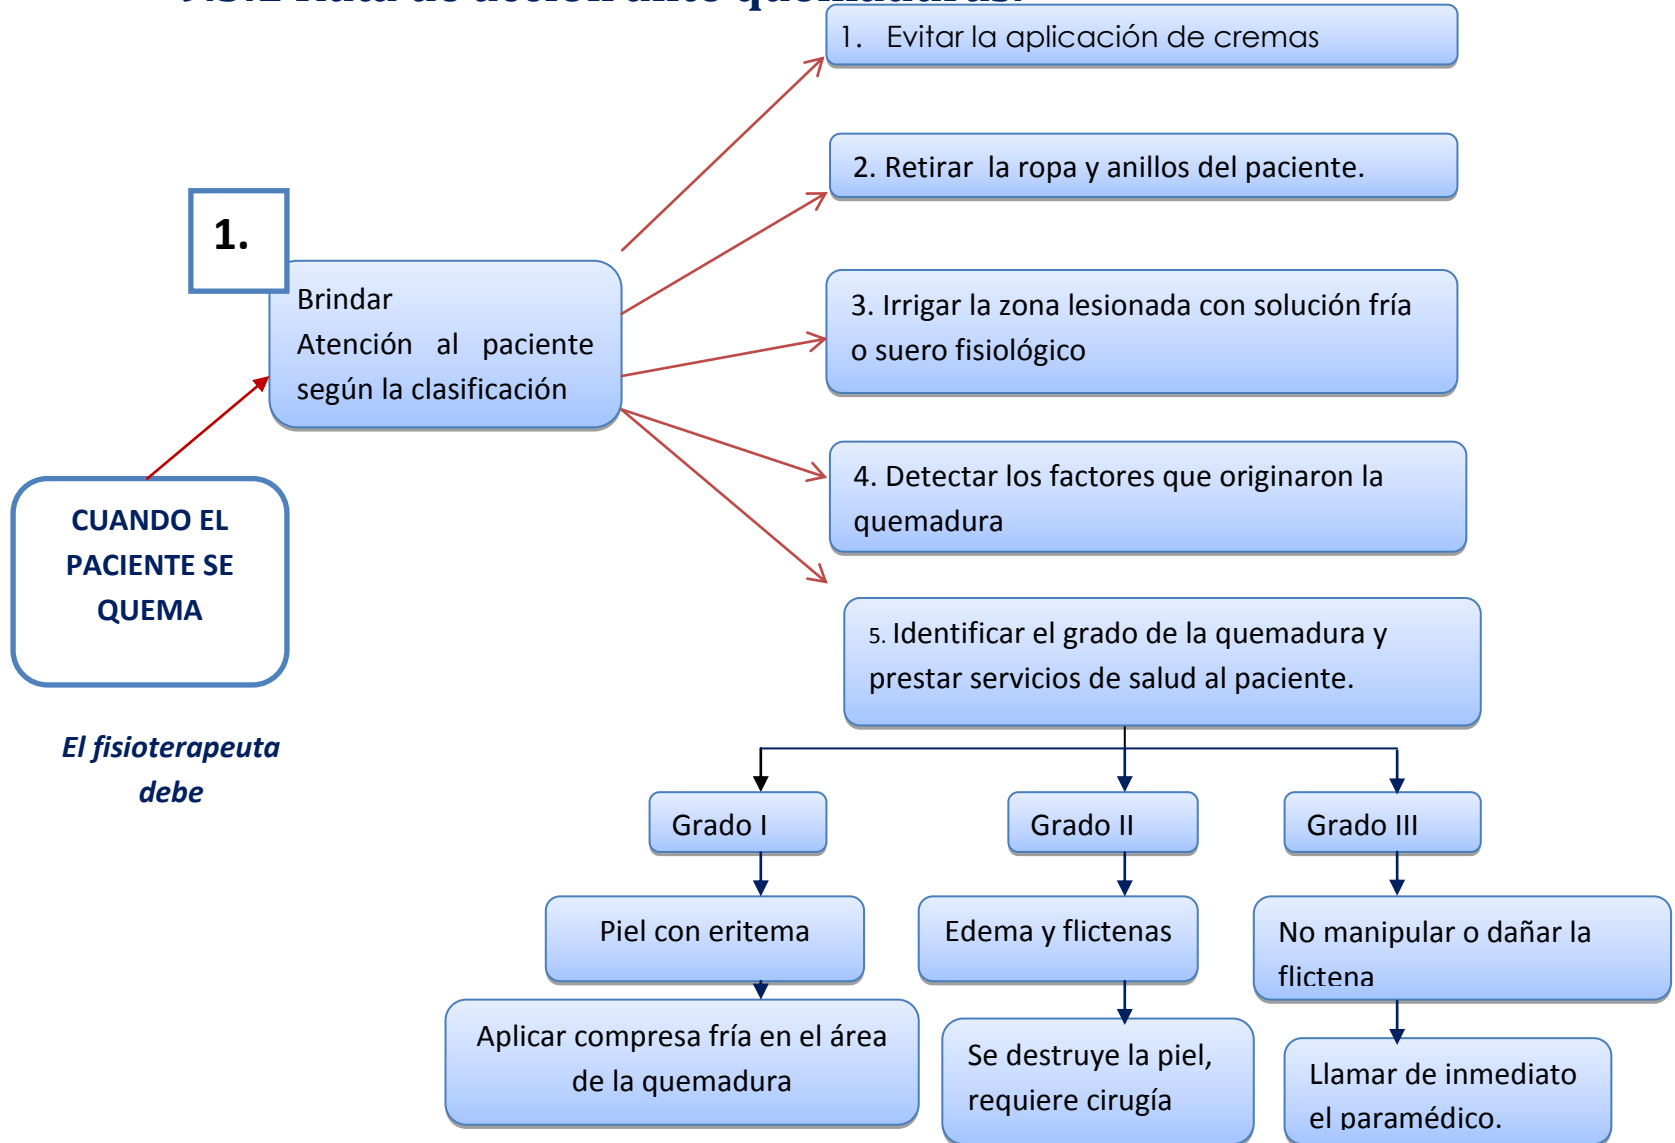 1. Evitar la aplicación de cremas
2. Retirar la ropa y anillos del paciente.
1.
Brindar
Atención al paciente
según la clasificación
3. Irrigar la zona lesionada con solución fría
o suero fisiológico
4. Detectar los factores que originaron la
quemadura
CUANDO EL
PACIENTE SE
QUEMA
5. Identificar el grado de la quemadura y
prestar servicios de salud al paciente.
El fisioterapeuta
debe
Grado I
Grado II
Grado III
Piel con eritema
Edema y flictenas
No manipular o dañar la
flictena
Aplicar compresa fría en el área
de la quemadura
Se destruye la piel,
requiere cirugía
Llamar de inmediato
el paramédico.